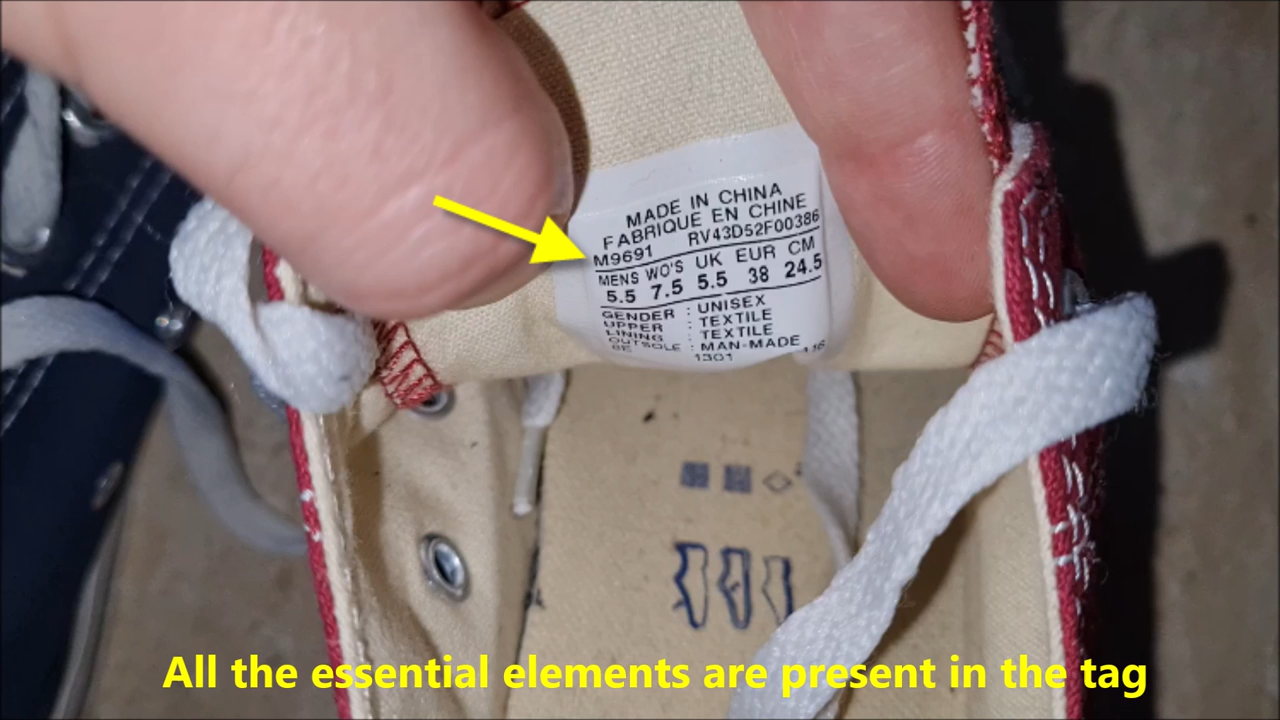 MADE IN CHINA
FABRIQUE EN CHINE
M9691 RV43D52F00386
MENS WO'S UK EUR CM
5.5 7.5 5.5 38 24.5
GENDER : UNISEX
UPPER : TEXTILE
LINING : TEXTILE
OUTSOLE : MAN-MADE
1301 116
All the essential elements are present in the tag